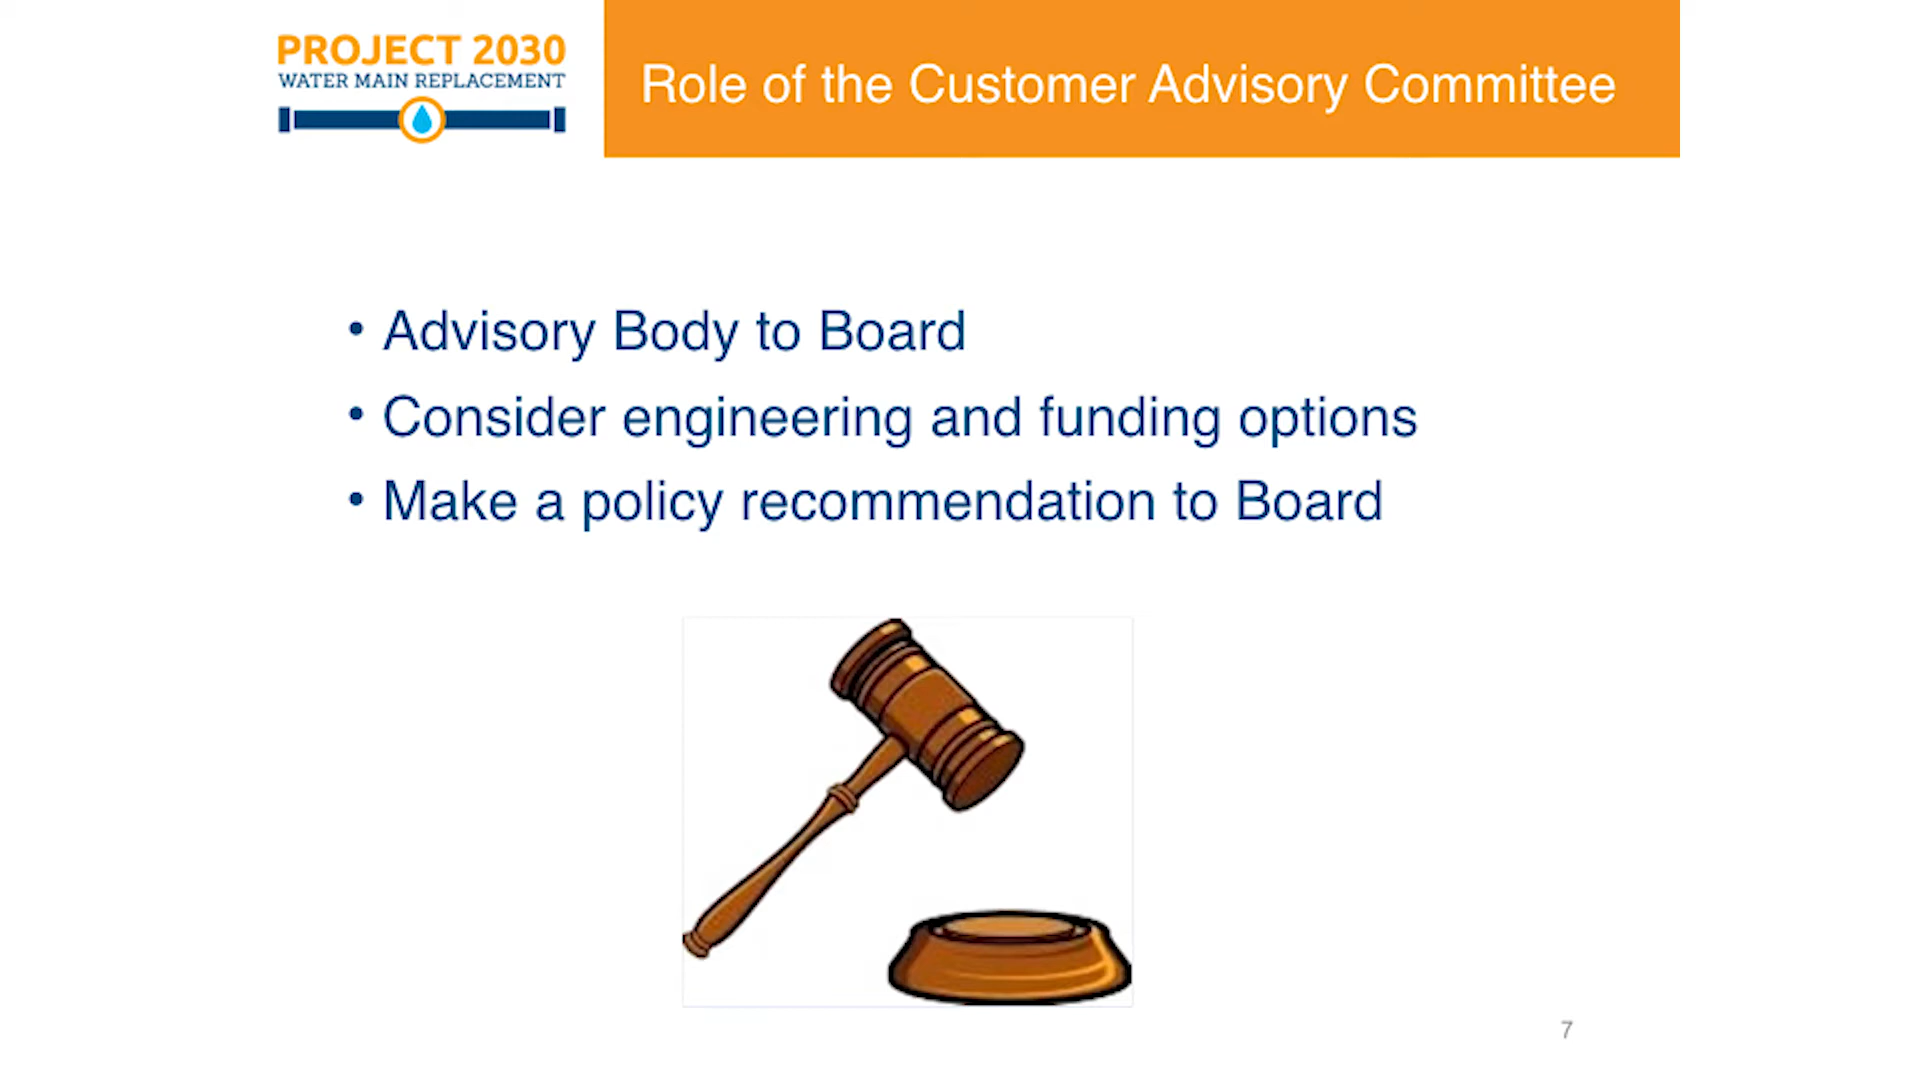 PROJECT 2030
WATER MAIN REPLACEMENT
Role of the Customer Advisory Committee
• Advisory Body to Board
• Consider engineering and funding options
• Make a policy recommendation to Board
7